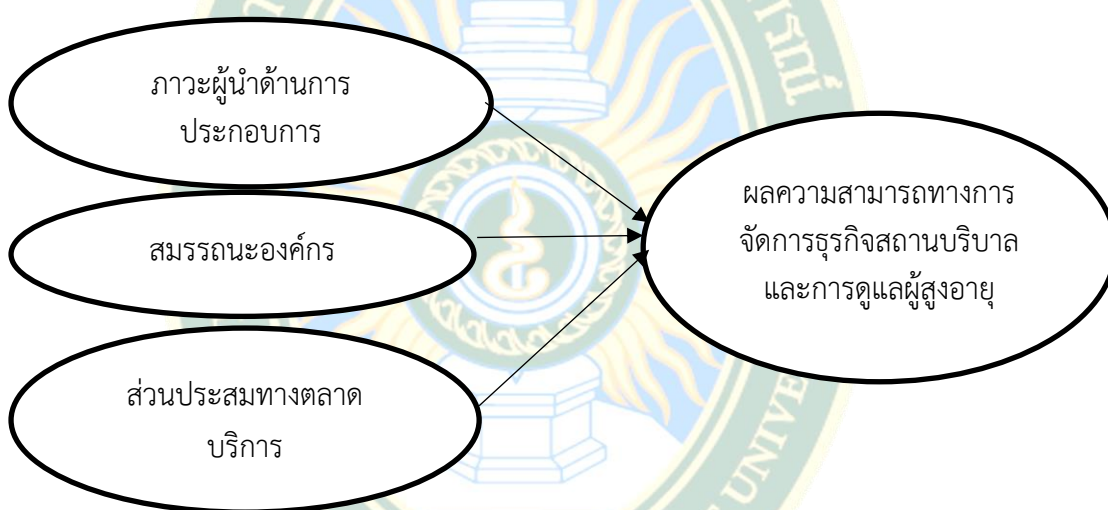 ภาวะผู้นำด้านการ
ประกอบการ
สมรรถนะองค์กร
ส่วนประสมทางตลาด
บริการ
ผลความสามารถทางการ
จัดการธุรกิจสถานบริบาล
และการดูแลผู้สูงอายุ